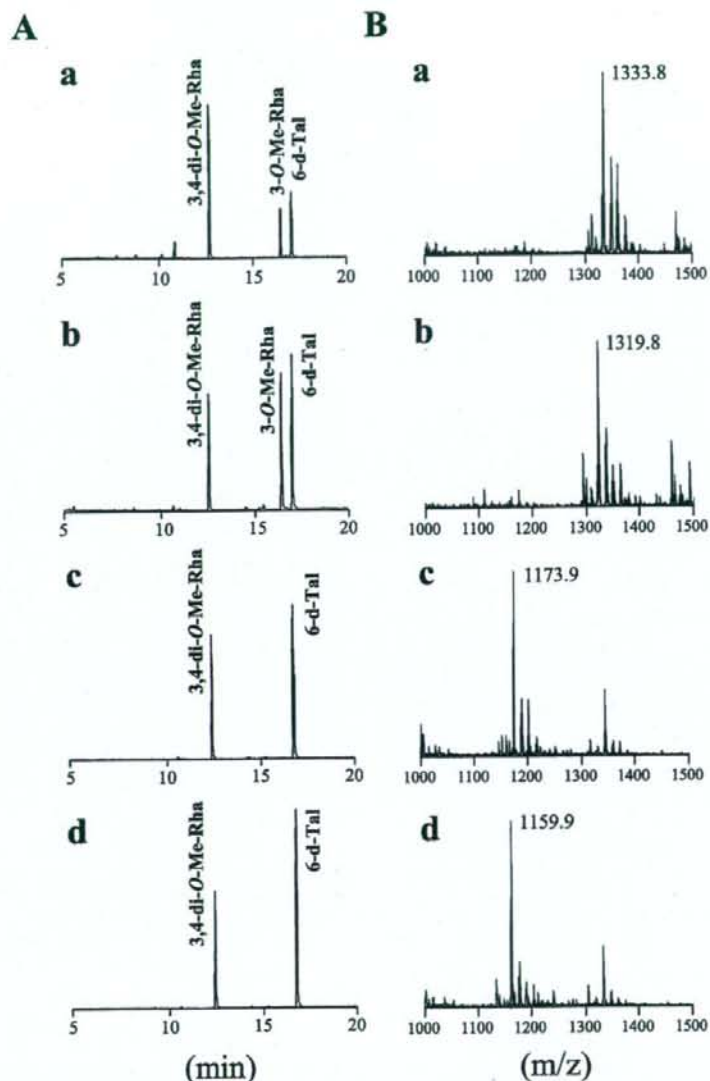 A
B
a
3,4-di-O-Me-Rha
3-O-Me-Rha
6-d-Tal
5 10 15 20
a
1333.8
1000 1100 1200 1300 1400 1500
b
3,4-di-O-Me-Rha
3-O-Me-Rha
6-d-Tal
5 10 15 20
b
1319.8
1000 1100 1200 1300 1400 1500
c
3,4-di-O-Me-Rha
6-d-Tal
5 10 15 20
c
1173.9
1000 1100 1200 1300 1400 1500
d
3,4-di-O-Me-Rha
6-d-Tal
5 10 15 20
(min)
d
1159.9
1000 1100 1200 1300 1400 1500
(m/z)